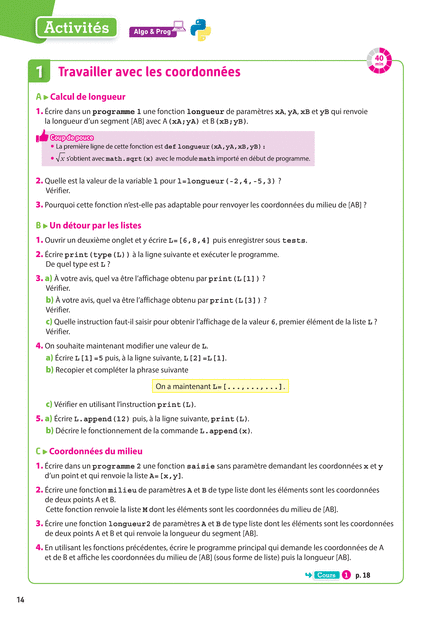 Activités
Algo & Prog
40
min
1 Travailler avec les coordonnées
A ▶ Calcul de longueur
1. Écrire dans un programme 1 une fonction longueur de paramètres xA, yA, xB et yB qui renvoie
la longueur d'un segment [AB] avec A (xA;yA) et B (xB;yB).
Coup de pouce
• La première ligne de cette fonction est def longueur(xA,yA,xB,yB):
• √x s'obtient avec math.sqrt(x) avec le module math importé en début de programme.
2. Quelle est la valeur de la variable l pour l=longueur(-2,4,-5,3) ?
Vérifier.
3. Pourquoi cette fonction n'est-elle pas adaptable pour renvoyer les coordonnées du milieu de [AB] ?
B ▶ Un détour par les listes
1. Ouvrir un deuxième onglet et y écrire L=[6,8,4] puis enregistrer sous tests.
2. Écrire print(type(L)) à la ligne suivante et exécuter le programme.
De quel type est L ?
3. a) À votre avis, quel va être l'affichage obtenu par print(L[1]) ?
Vérifier.
b) À votre avis, quel va être l'affichage obtenu par print(L[3]) ?
Vérifier.
c) Quelle instruction faut-il saisir pour obtenir l'affichage de la valeur 6, premier élément de la liste L ?
Vérifier.
4. On souhaite maintenant modifier une valeur de L.
a) Écrire L[1]=5 puis, à la ligne suivante, L[2]=L[1].
b) Recopier et compléter la phrase suivante
On a maintenant L=[...,...,...].
c) Vérifier en utilisant l'instruction print(L).
5. a) Écrire L.append(12) puis, à la ligne suivante, print(L).
b) Décrire le fonctionnement de la commande L.append(x).
C ▶ Coordonnées du milieu
1. Écrire dans un programme 2 une fonction saisie sans paramètre demandant les coordonnées x et y
d'un point et qui renvoie la liste A=[x,y].
2. Écrire une fonction milieu de paramètres A et B de type liste dont les éléments sont les coordonnées
de deux points A et B.
Cette fonction renvoie la liste M dont les éléments sont les coordonnées du milieu de [AB].
3. Écrire une fonction longueur2 de paramètres A et B de type liste dont les éléments sont les coordonnées
de deux points A et B et qui renvoie la longueur du segment [AB].
4. En utilisant les fonctions précédentes, écrire le programme principal qui demande les coordonnées de A
et de B et affiche les coordonnées du milieu de [AB] (sous forme de liste) puis la longueur [AB].
Cours 1 p. 18
14